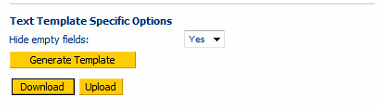 Text Template Specific Options
Hide empty fields: Yes
Generate Template
Download Upload